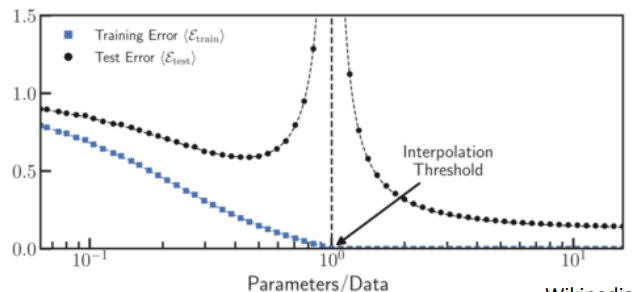 1.5
1.0
0.5
0.0
Training Error ⟨ℰtrain⟩
Test Error ⟨ℰtest⟩
Interpolation
Threshold
10⁻¹
10⁰
10¹
Parameters/Data